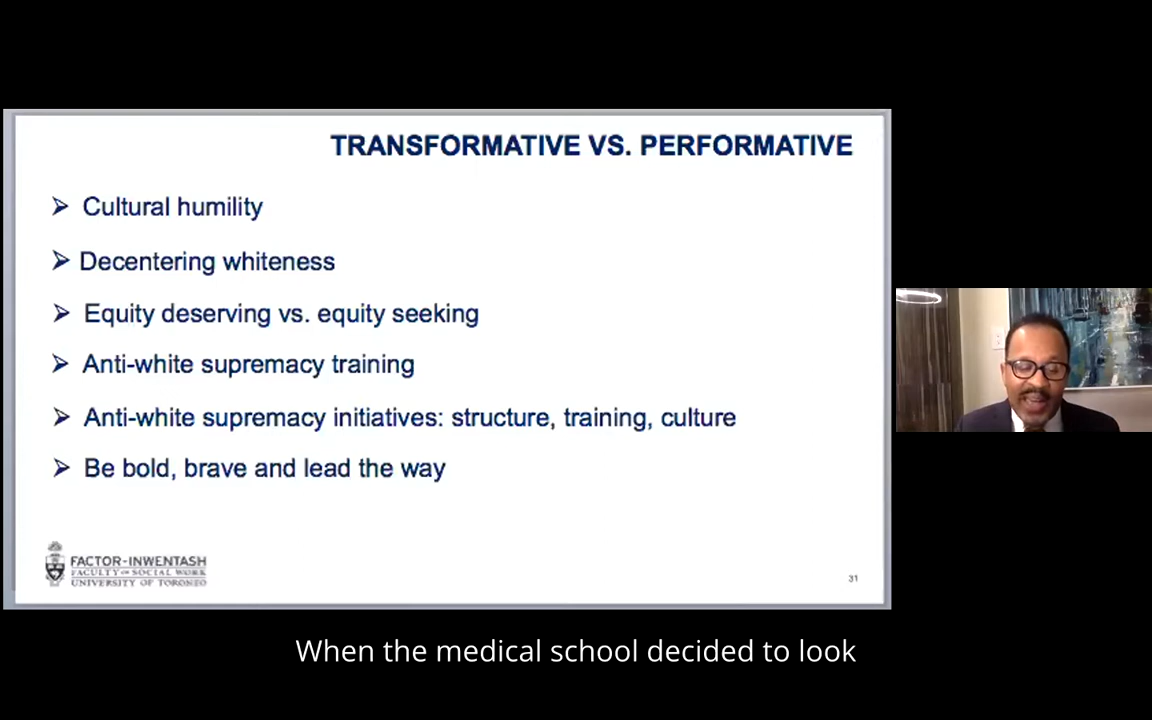 TRANSFORMATIVE VS. PERFORMATIVE
➢ Cultural humility
➢ Decentering whiteness
➢ Equity deserving vs. equity seeking
➢ Anti-white supremacy training
➢ Anti-white supremacy initiatives: structure, training, culture
➢ Be bold, brave and lead the way
FACTOR-INWENTASH
FACULTY OF SOCIAL WORK
UNIVERSITY OF TORONTO
31
When the medical school decided to look